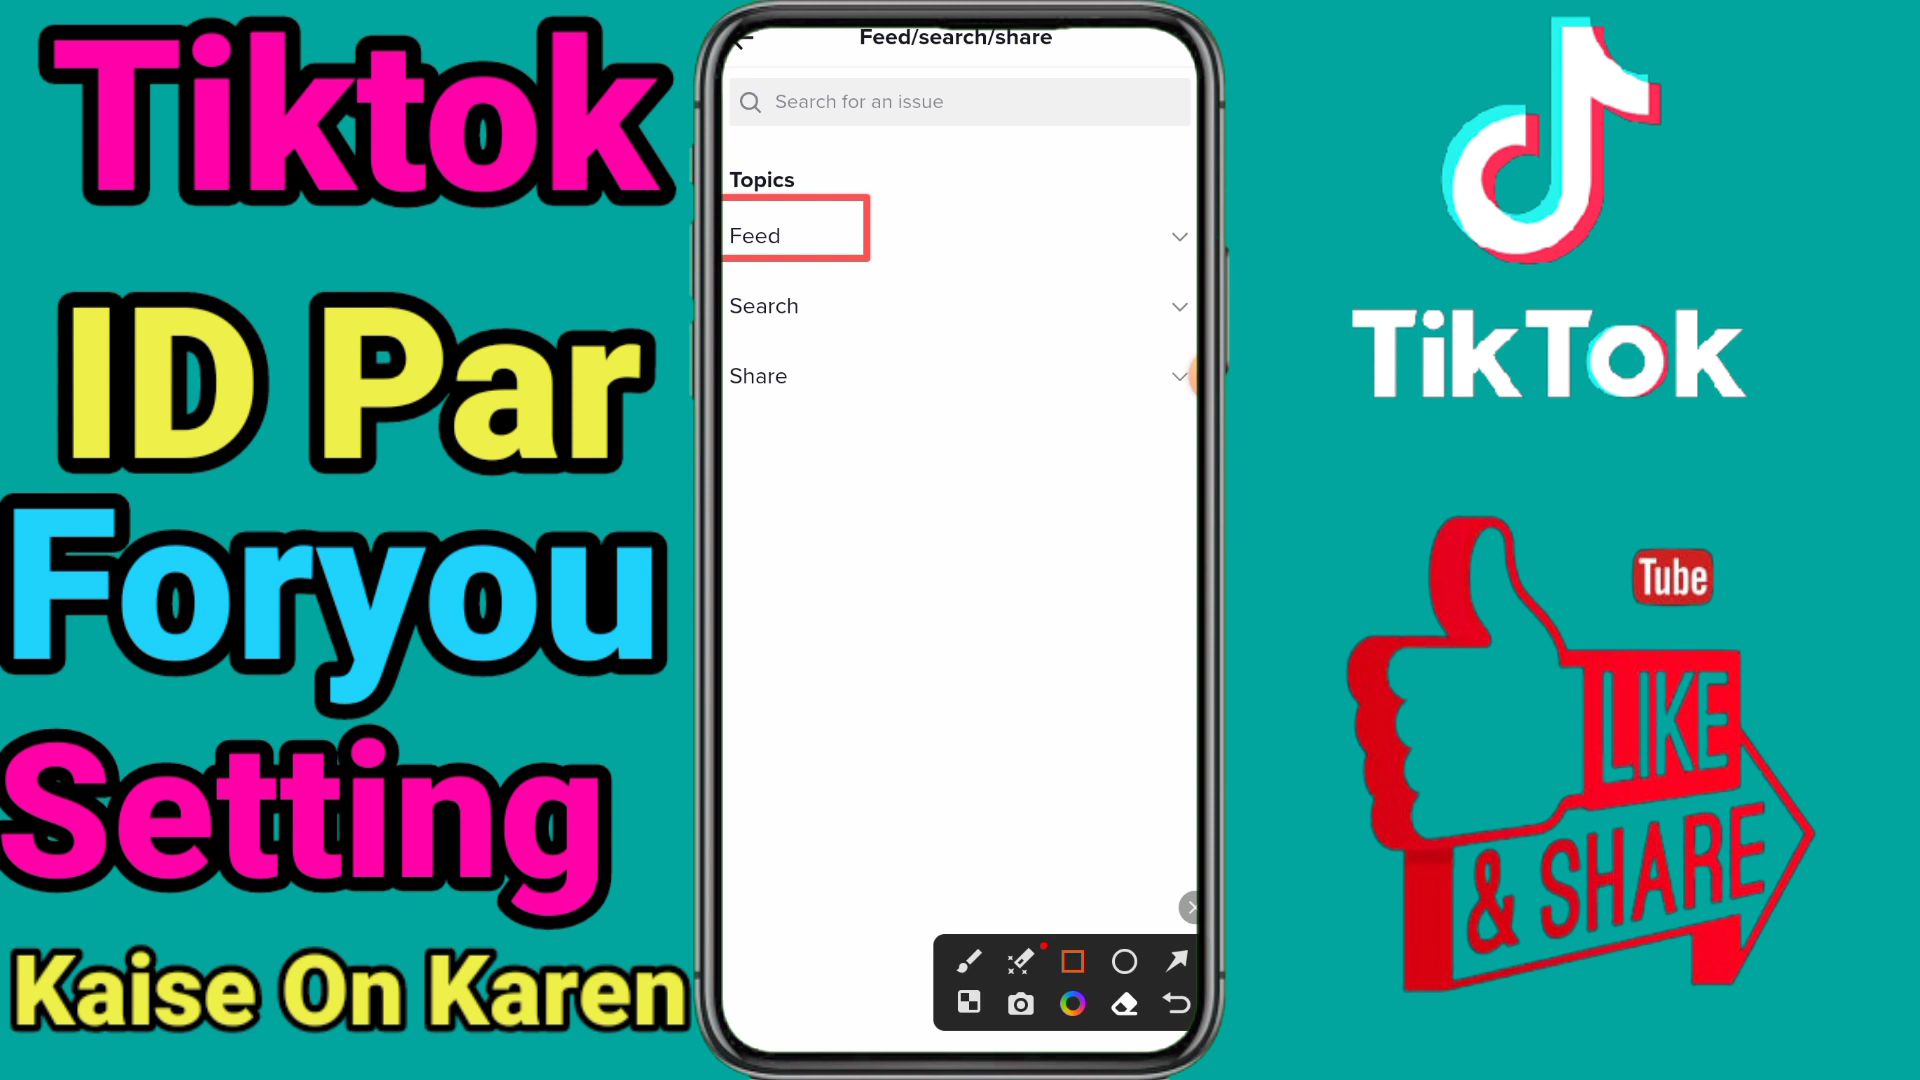 Tiktok
ID Par
Foryou
Setting
Kaise On Karen
Feed/search/share
Search for an issue
Topics
Feed
Search
Share
TikTok
Tube
LIKE
& SHARE